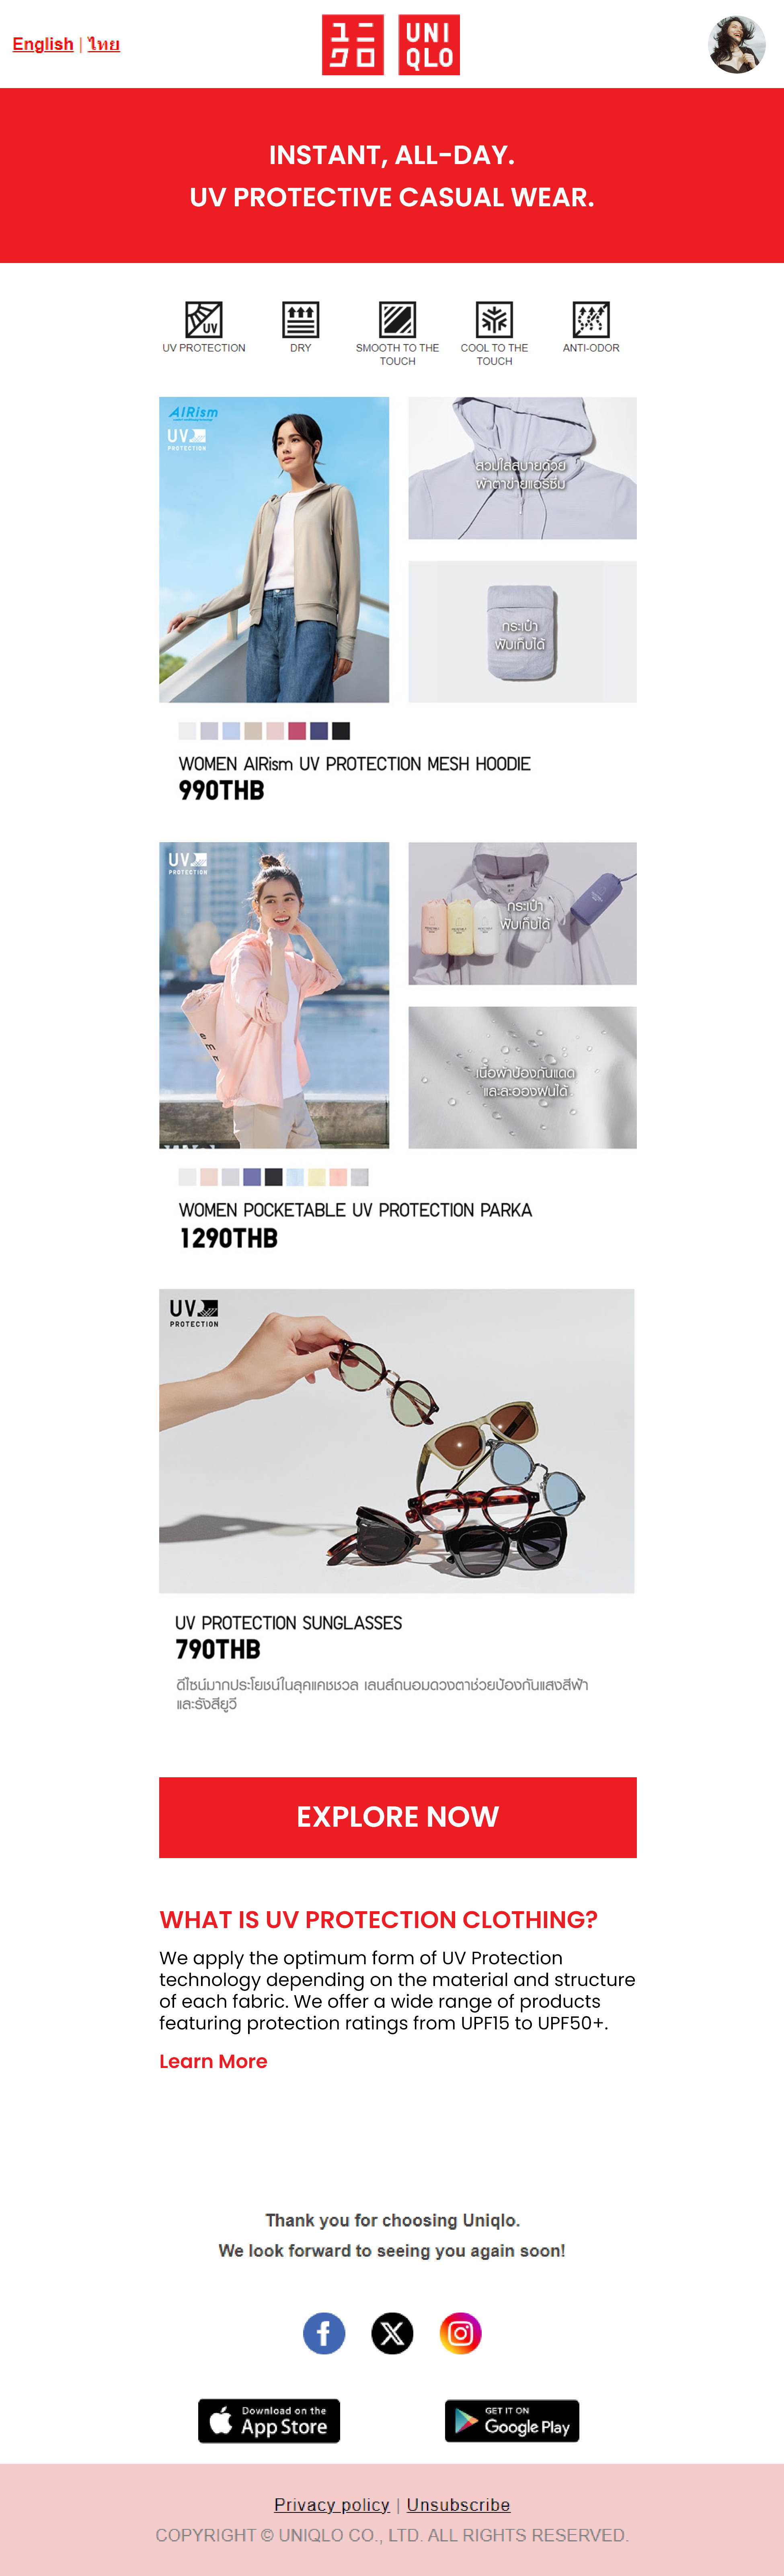 English | ไทย
ユニ
クロ
UNI
QLO
INSTANT, ALL-DAY.
UV PROTECTIVE CASUAL WEAR.
UV
UV PROTECTION
DRY
SMOOTH TO THE
TOUCH
COOL TO THE
TOUCH
ANTI-ODOR
AIRism
UV
PROTECTION
สวมใส่สบายด้วย
ผ้าตาข่ายแอริซึ่ม
กระเป๋า
พับเก็บได้
WOMEN AIRism UV PROTECTION MESH HOODIE
990THB
UV
PROTECTION
กระเป๋า
พับเก็บได้
เนื้อผ้าป้องกันแดด
และละอองฝนได้
WOMEN POCKETABLE UV PROTECTION PARKA
1290THB
UV
PROTECTION
UV PROTECTION SUNGLASSES
790THB
ดีไซน์มากประโยชน์ในลุคแคชชวล เลนส์ถนอมดวงตาช่วยป้องกันแสงสีฟ้า
และรังสียูวี
EXPLORE NOW
WHAT IS UV PROTECTION CLOTHING?
We apply the optimum form of UV Protection
technology depending on the material and structure
of each fabric. We offer a wide range of products
featuring protection ratings from UPF15 to UPF50+.
Learn More
Thank you for choosing Uniqlo.
We look forward to seeing you again soon!
Download on the
App Store
GET IT ON
Google Play
Privacy policy | Unsubscribe
COPYRIGHT © UNIQLO CO., LTD. ALL RIGHTS RESERVED.